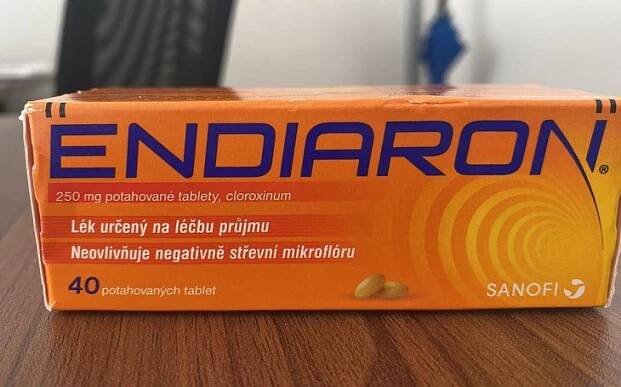 ENDIARON®
250 mg potahované tablety, cloroxinum
Lék určený na léčbu průjmu
Neovlivňuje negativně střevní mikroflóru
40 potahovaných tablet
SANOFI